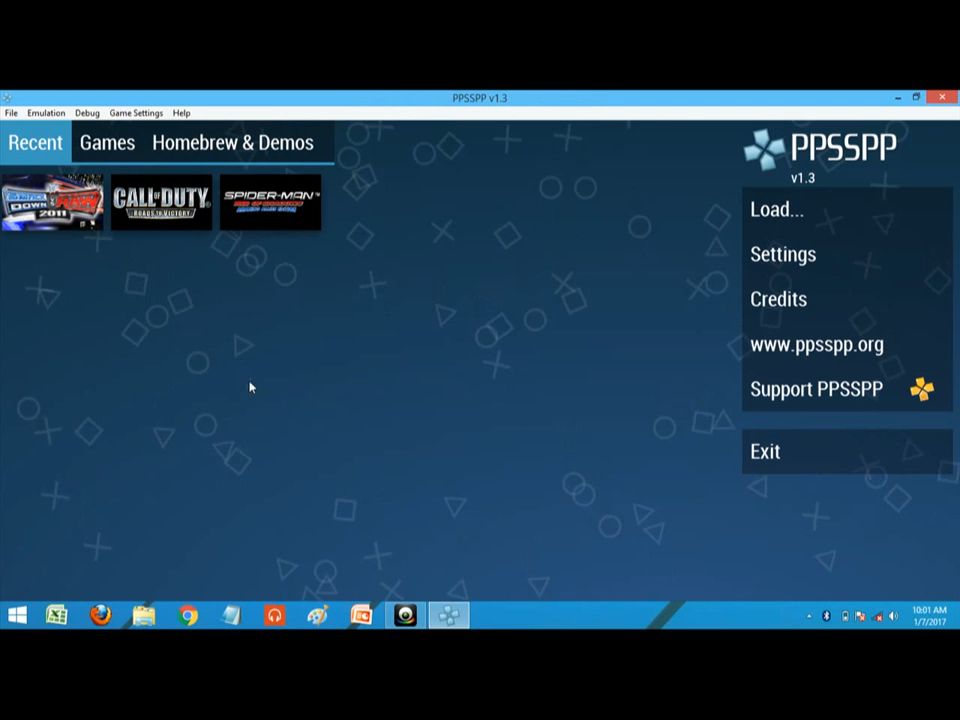 PPSSPP v1.3
File Emulation Debug Game Settings Help
Recent Games Homebrew & Demos
PPSSPP
v1.3
DOWN RAW
2011
CALL OF DUTY
ROADS TO VICTORY
SPIDER-MAN
Load...
Settings
Credits
www.ppsspp.org
Support PPSSPP
Exit
10:01 AM
1/7/2017